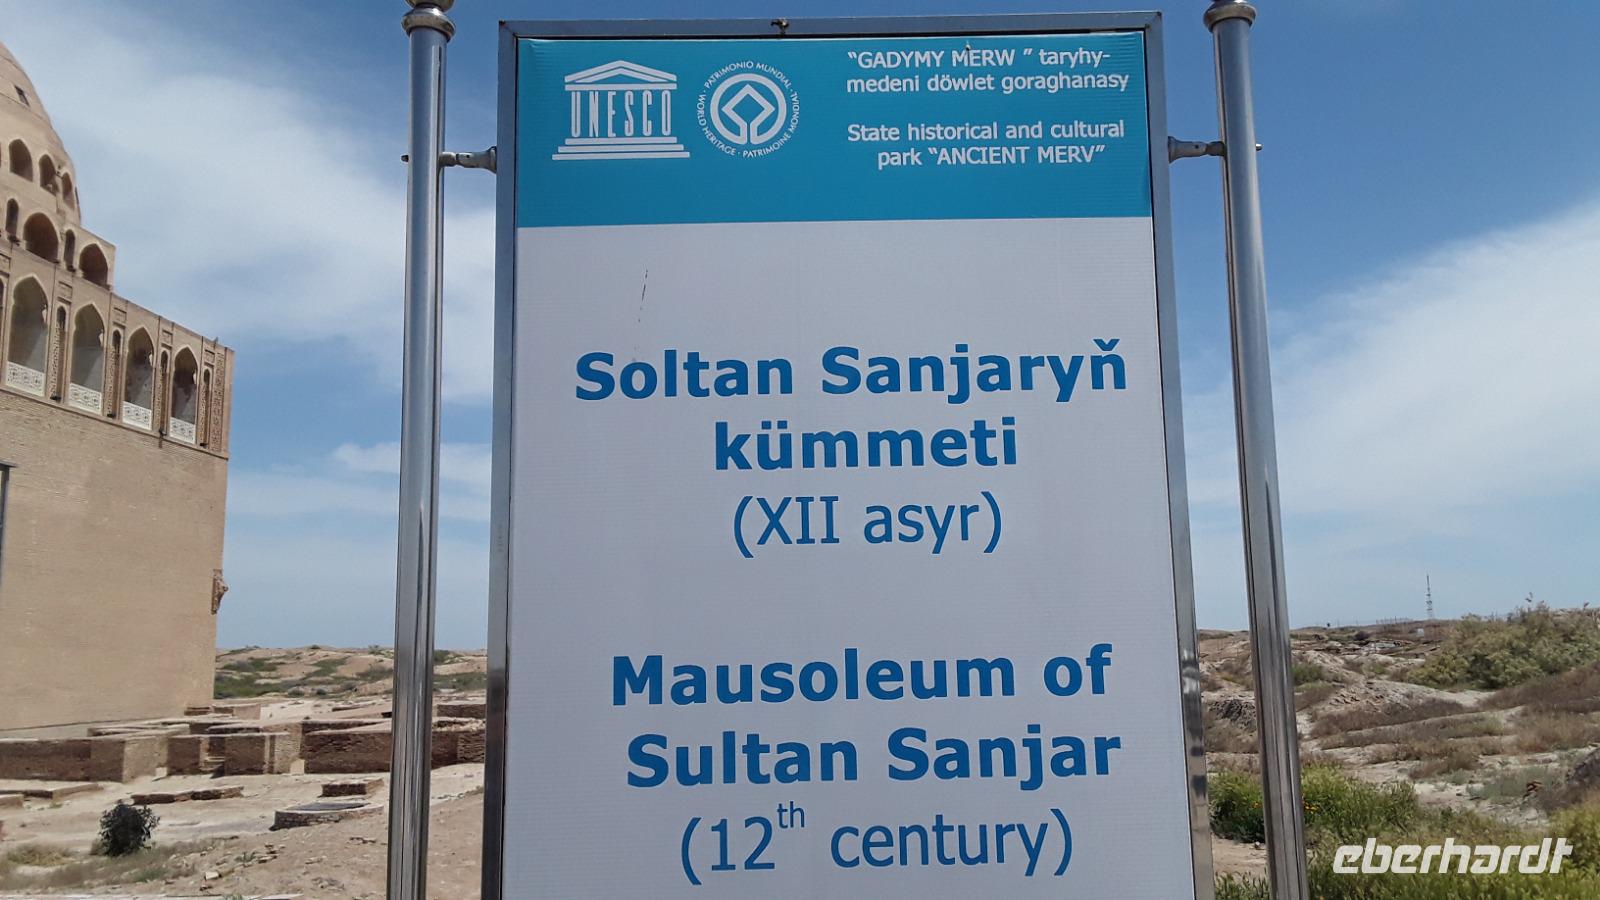 UNESCO
WORLD HERITAGE · PATRIMONIO MUNDIAL · PATRIMOINE MONDIAL ·
“GADYMY MERW ” taryhy-
medeni döwlet goraghanasy
State historical and cultural
park “ANCIENT MERV”
Soltan Sanjaryň
kümmeti
(XII asyr)
Mausoleum of
Sultan Sanjar
(12th century)
eberhardt